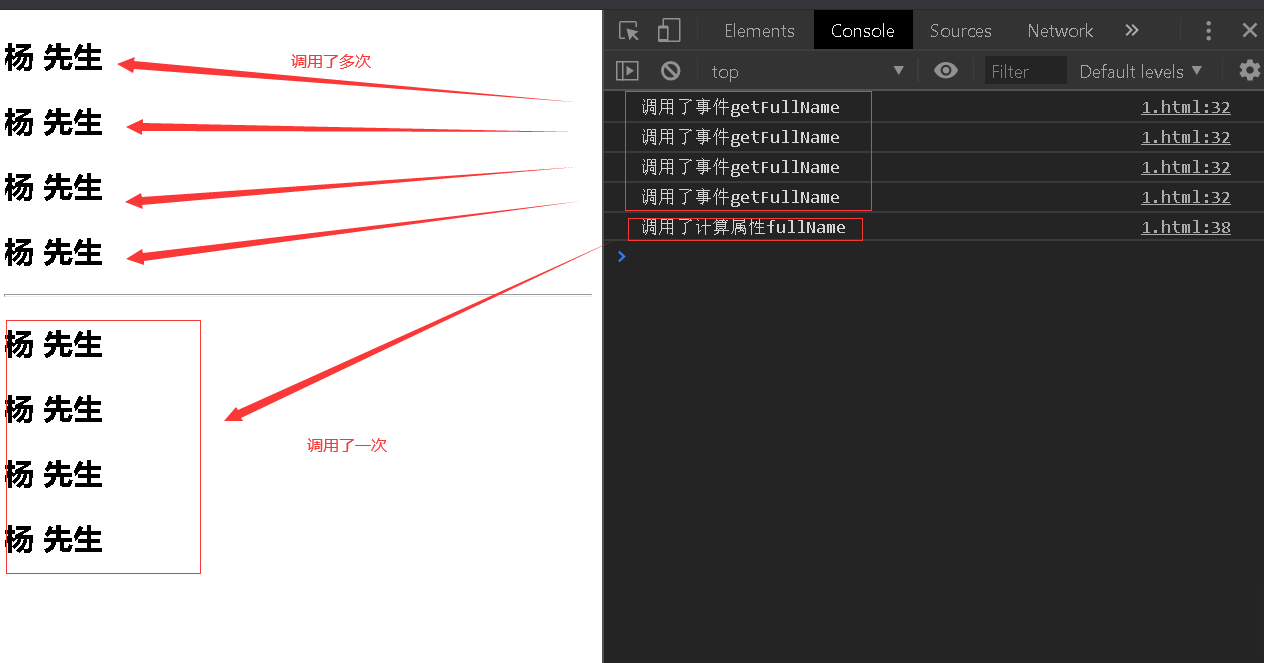 杨 先生
调用了多次
杨 先生
杨 先生
杨 先生
杨 先生
杨 先生
调用了一次
杨 先生
杨 先生
Elements Console Sources Network
top Filter Default levels
调用了事件getFullName 1.html:32
调用了事件getFullName 1.html:32
调用了事件getFullName 1.html:32
调用了事件getFullName 1.html:32
调用了计算属性fullName 1.html:38